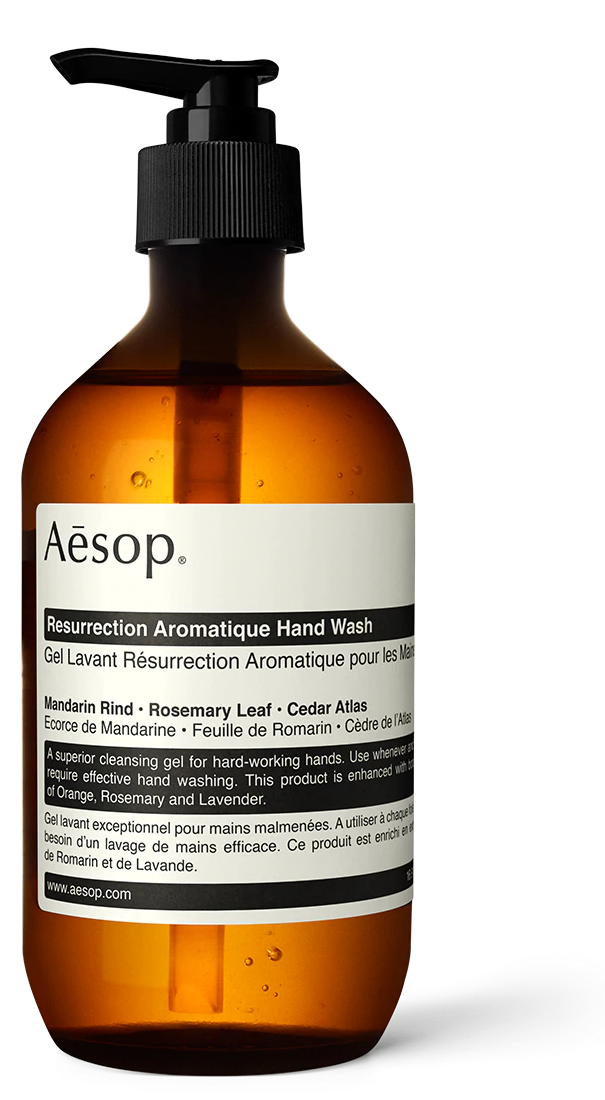 Aēsop®
Resurrection Aromatique Hand Wash
Gel Lavant Résurrection Aromatique pour les Mains
Mandarin Rind • Rosemary Leaf • Cedar Atlas
Ecorce de Mandarine • Feuille de Romarin • Cèdre de l'Atlas
A superior cleansing gel for hard-working hands. Use whenever
require effective hand washing. This product is enhanced with
of Orange, Rosemary and Lavender.
Gel lavant exceptionnel pour mains malmenées. A utiliser à chaque
besoin d'un lavage de mains efficace. Ce produit est enrichi en
de Romarin et de Lavande.
www.aesop.com